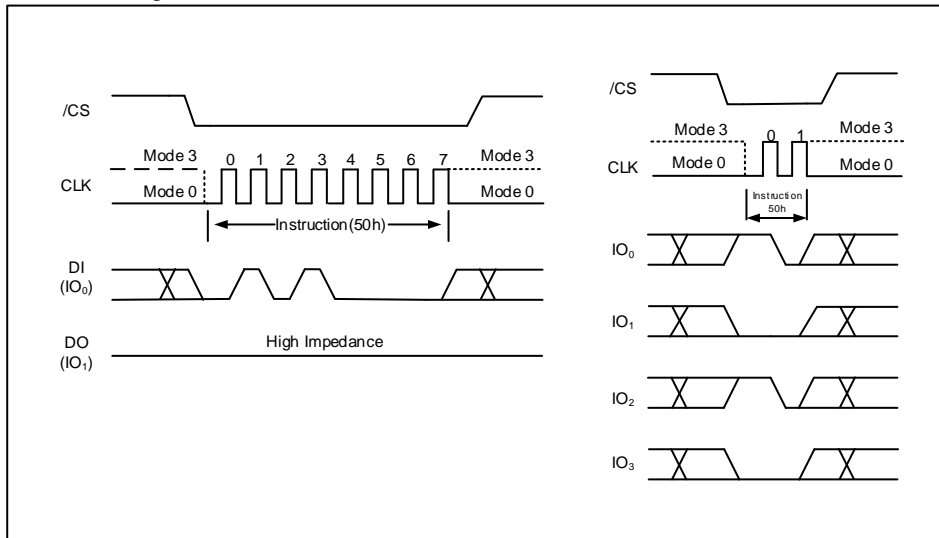 /CS
Mode 3 0 1 2 3 4 5 6 7 Mode 3
CLK
Mode 0 Mode 0
Instruction(50h)
DI
(IO0)
DO
(IO1)
High Impedance
/CS
Mode 3 0 1 Mode 3
CLK
Mode 0 Mode 0
Instruction
50h
IO0
IO1
IO2
IO3